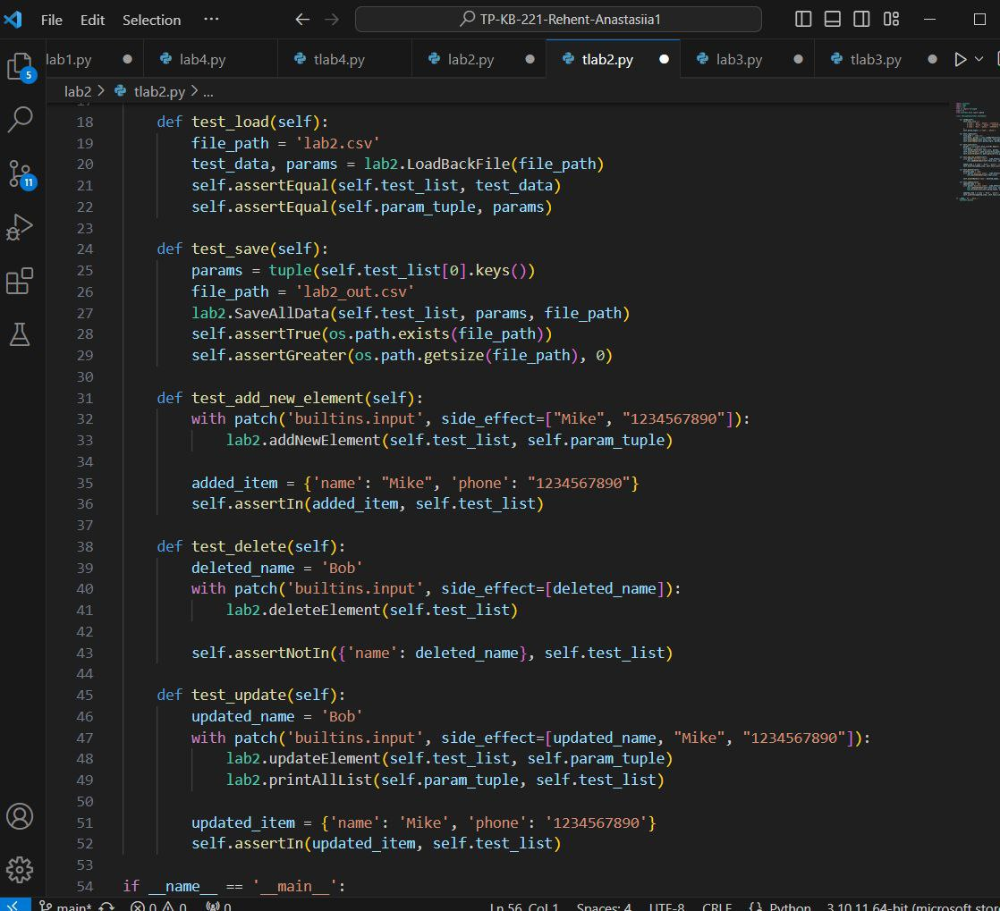 File Edit Selection ··· TP-KB-221-Rehent-Anastasiia1
lab1.py lab4.py tlab4.py lab2.py tlab2.py lab3.py tlab3.py
5
lab2 > tlab2.py > ...
18 def test_load(self):
19 file_path = 'lab2.csv'
20 test_data, params = lab2.LoadBackFile(file_path)
21 self.assertEqual(self.test_list, test_data)
11
22 self.assertEqual(self.param_tuple, params)
23
24 def test_save(self):
25 params = tuple(self.test_list[0].keys())
26 file_path = 'lab2_out.csv'
27 lab2.SaveAllData(self.test_list, params, file_path)
28 self.assertTrue(os.path.exists(file_path))
29 self.assertGreater(os.path.getsize(file_path), 0)
30
31 def test_add_new_element(self):
32 with patch('builtins.input', side_effect=["Mike", "1234567890"]):
33 lab2.addNewElement(self.test_list, self.param_tuple)
34
35 added_item = {'name': "Mike", 'phone': "1234567890"}
36 self.assertIn(added_item, self.test_list)
37
38 def test_delete(self):
39 deleted_name = 'Bob'
40 with patch('builtins.input', side_effect=[deleted_name]):
41 lab2.deleteElement(self.test_list)
42
43 self.assertNotIn({'name': deleted_name}, self.test_list)
44
45 def test_update(self):
46 updated_name = 'Bob'
47 with patch('builtins.input', side_effect=[updated_name, "Mike", "1234567890"]):
48 lab2.updateElement(self.test_list, self.param_tuple)
49 lab2.printAllList(self.param_tuple, self.test_list)
50
51 updated_item = {'name': 'Mike', 'phone': '1234567890'}
52 self.assertIn(updated_item, self.test_list)
53
54 if __name__ == '__main__':
main* 0 0 0 Ln 56, Col 1 Spaces: 4 UTF-8 CRLF {} Python 3.10.11 64-bit (microsoft stor